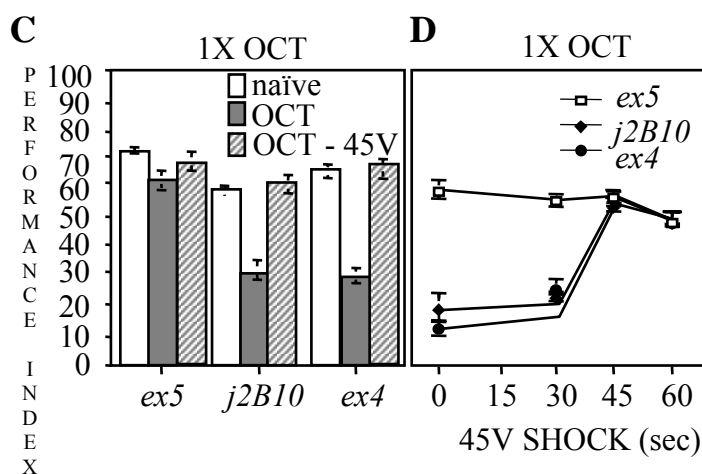 C
1X OCT
PERFORMANCE INDEX
100
90
80
70
60
50
40
30
20
10
0
naïve
OCT
OCT - 45V
ex5
j2B10
ex4
D
1X OCT
ex5
j2B10
ex4
0
15
30
45
60
45V SHOCK (sec)